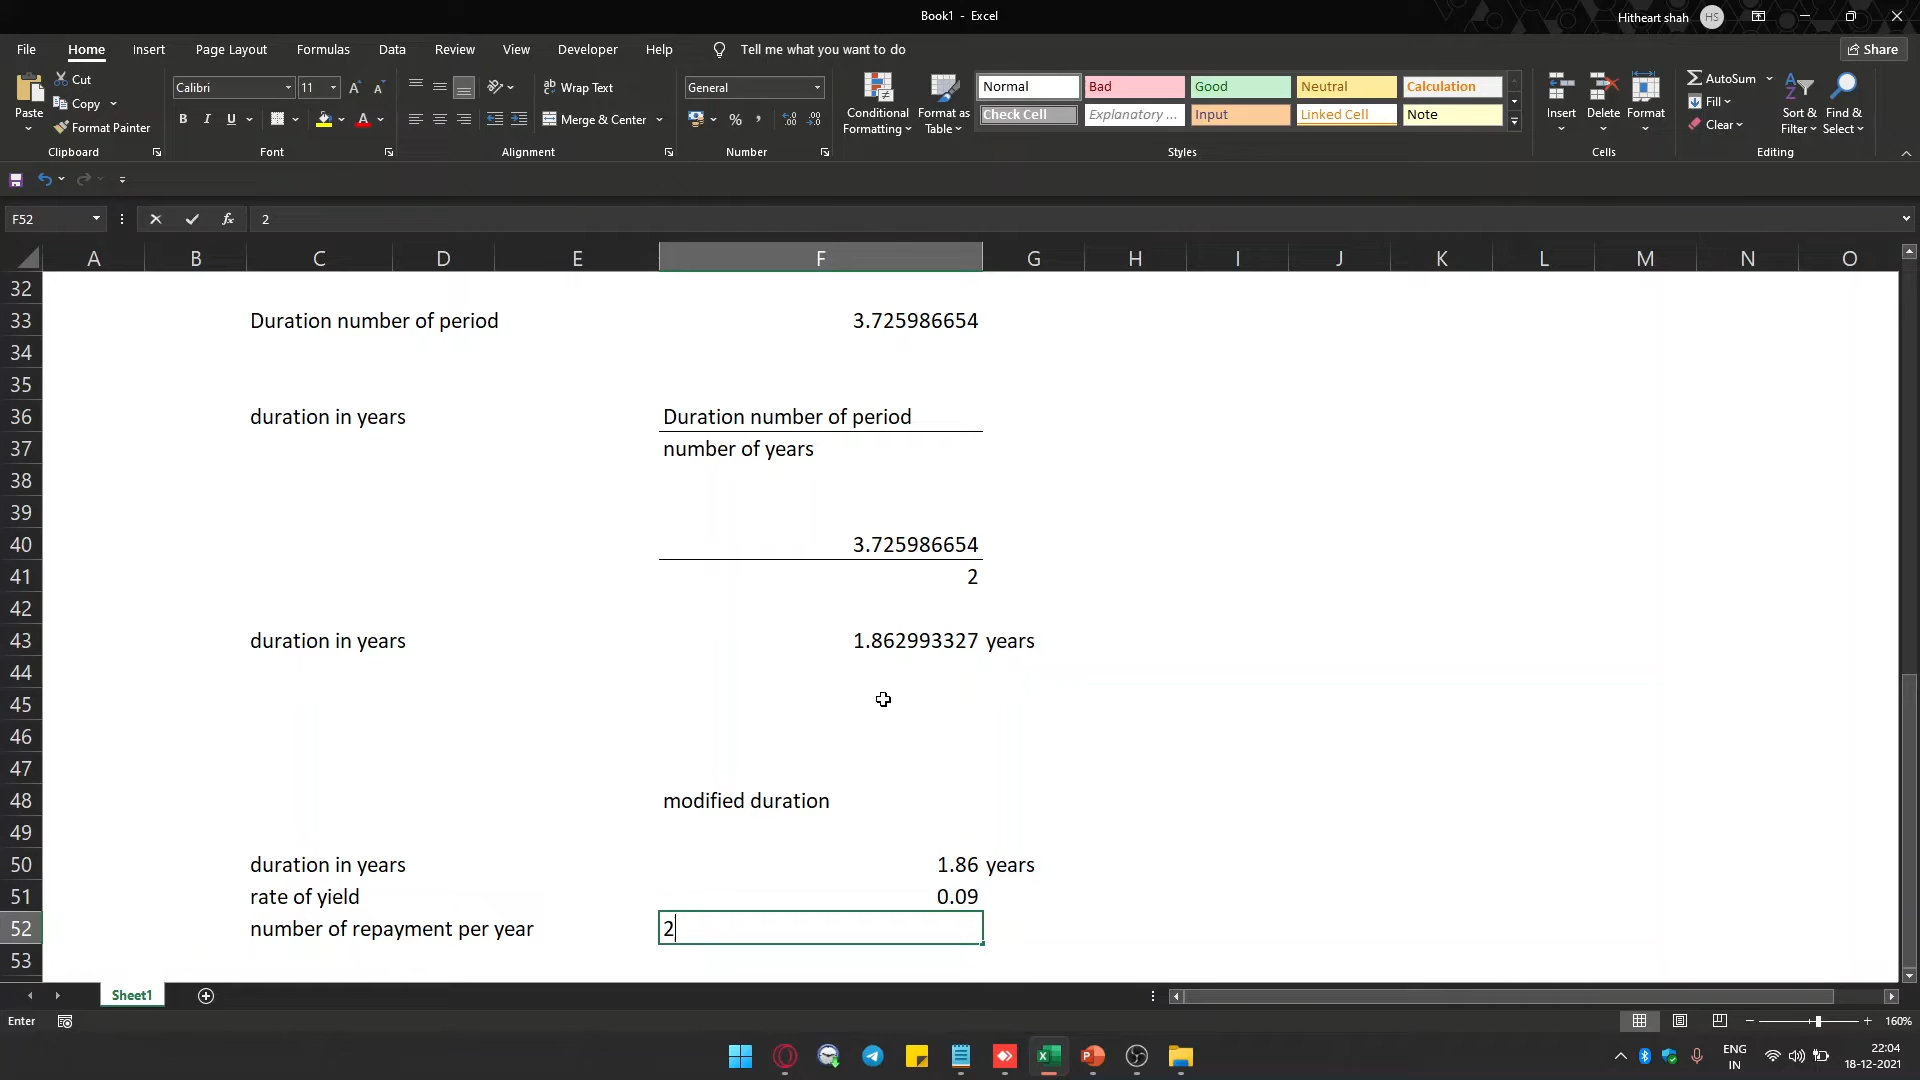 Book1 - Excel
Hitheart shah
HS
File Home Insert Page Layout Formulas Data Review View Developer Help Tell me what you want to do
Share
Paste
Cut
Copy
Format Painter
Clipboard
Calibri 11
B I U
Font
Wrap Text
Merge & Center
Alignment
General
Number
Conditional Formatting
Format as Table
Normal Bad Good Neutral Calculation
Check Cell Explanatory ... Input Linked Cell Note
Styles
Insert Delete Format
Cells
AutoSum
Fill
Clear
Sort & Filter
Find & Select
Editing
F52 fx 2
A B C D E F G H I J K L M N O
32
33 Duration number of period 3.725986654
34
35
36 duration in years Duration number of period
37 number of years
38
39
40 3.725986654
41 2
42
43 duration in years 1.862993327 years
44
45
46
47
48 modified duration
49
50 duration in years 1.86 years
51 rate of yield 0.09
52 number of repayment per year 2
53
Sheet1
Enter
160%
ENG
IN
22:04
18-12-2021